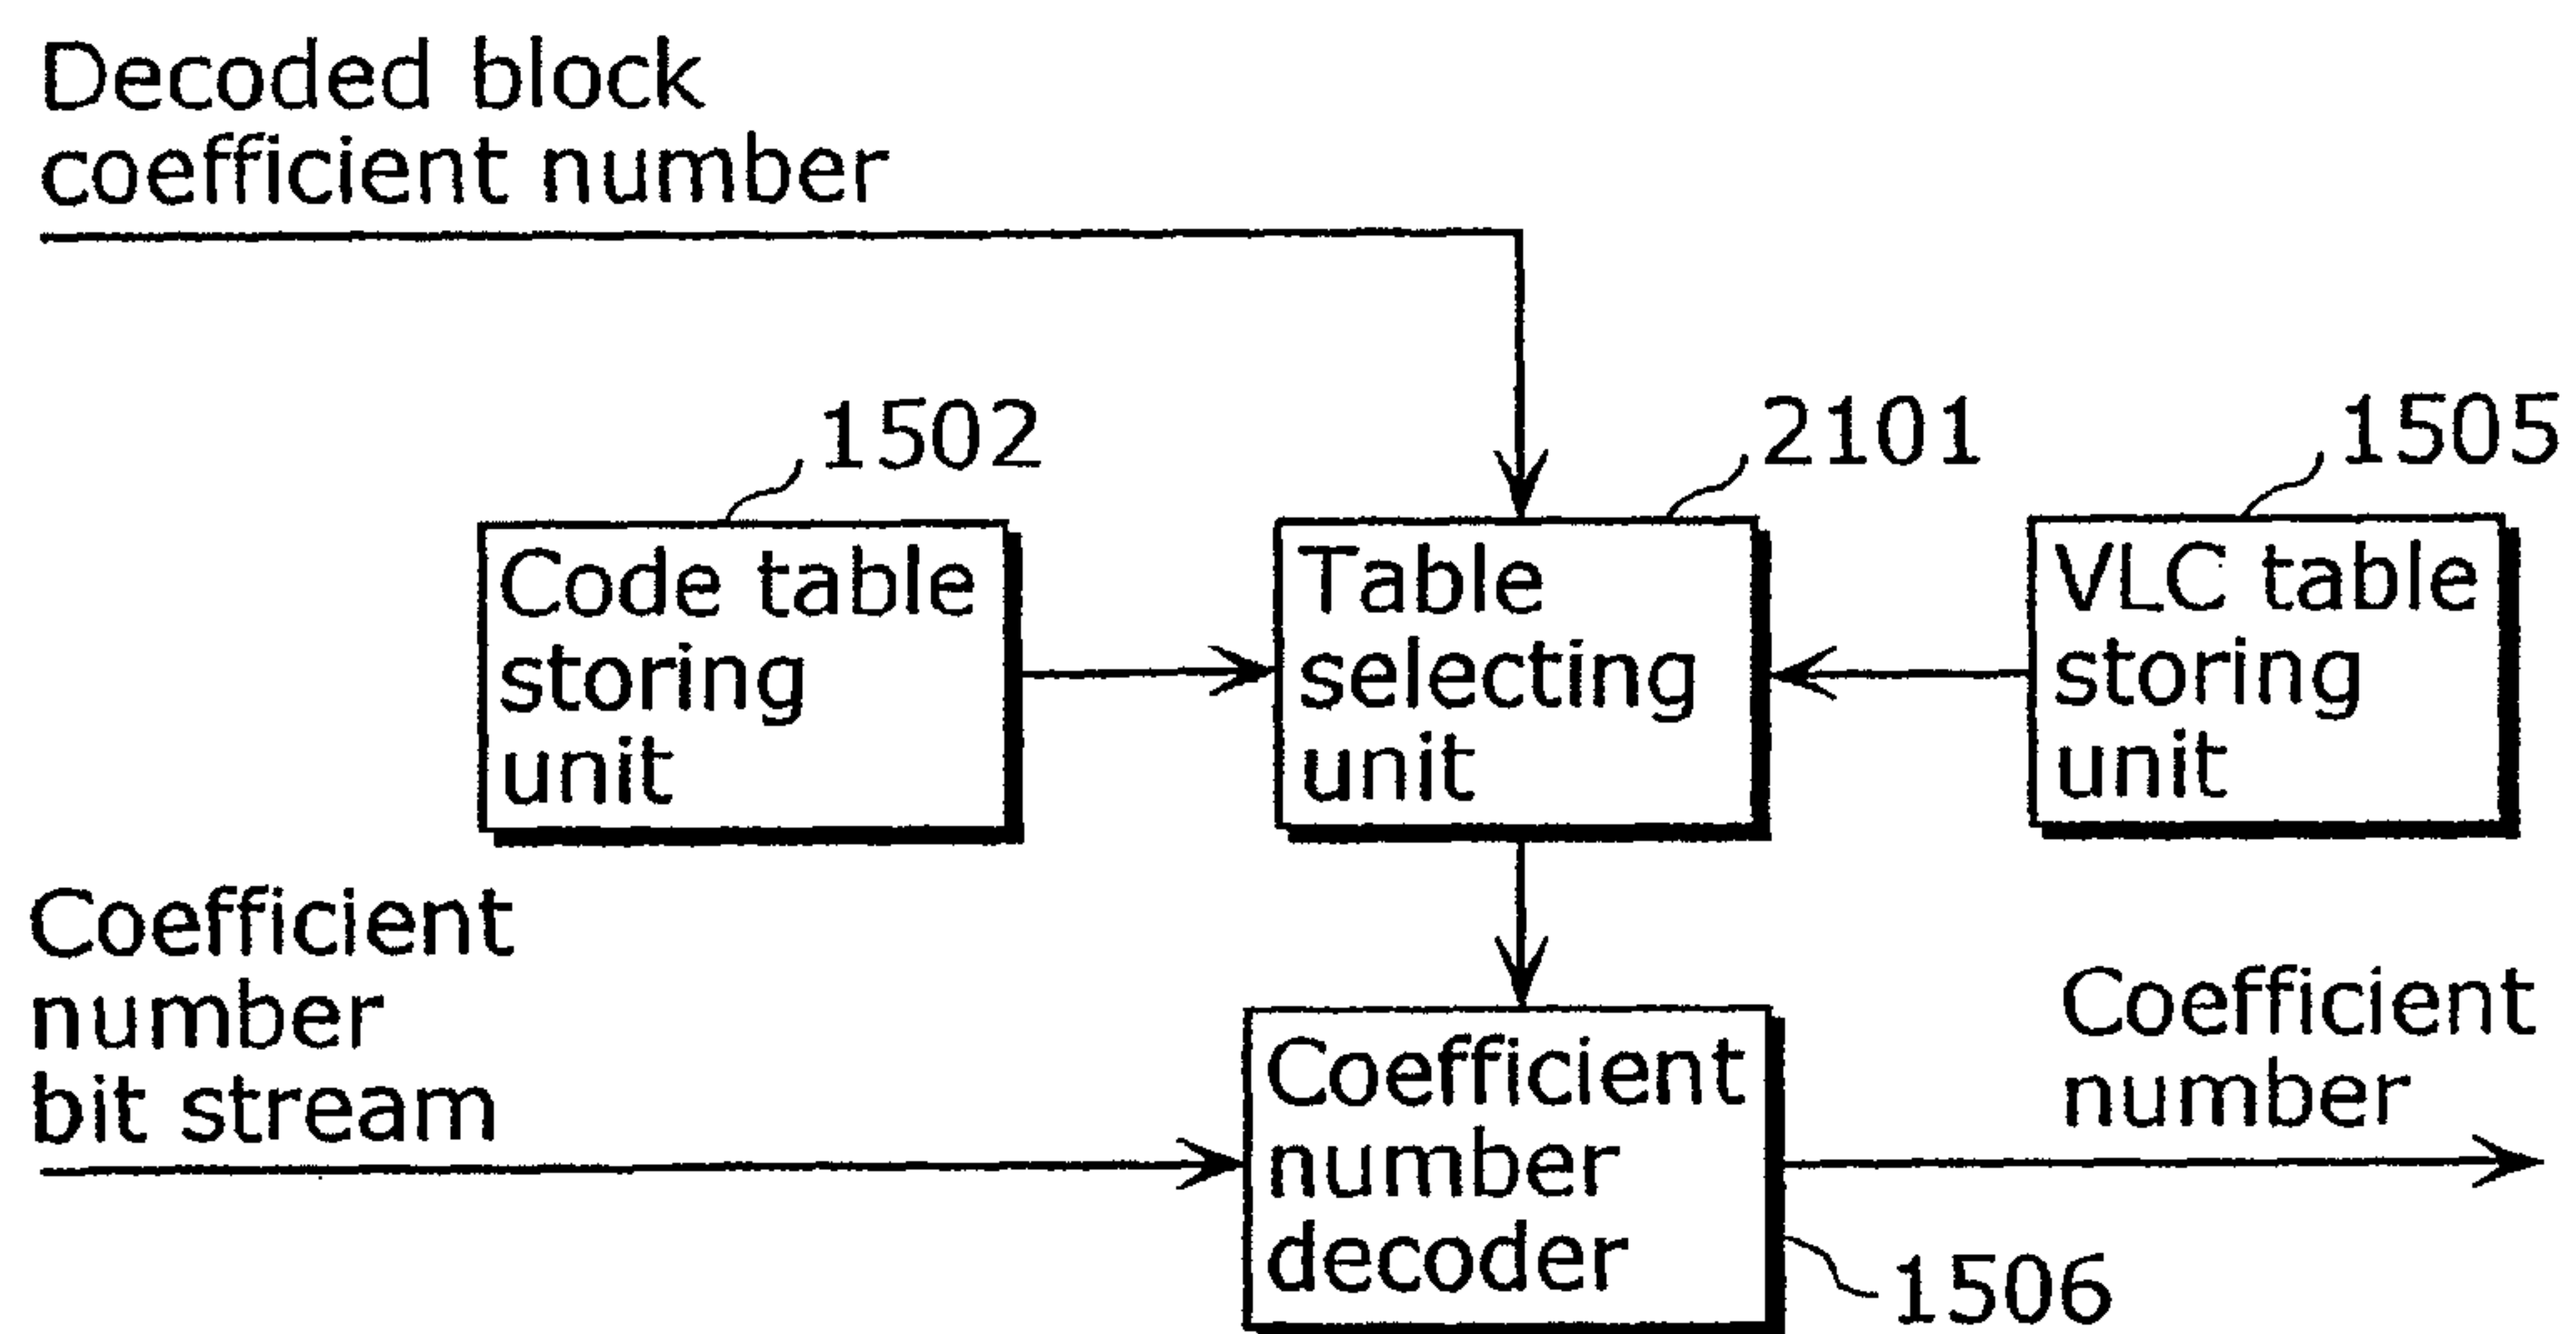 Decoded block
coefficient number
1502
2101
1505
Code table
storing
unit
Table
selecting
unit
VLC table
storing
unit
Coefficient
number
bit stream
Coefficient
number
decoder
Coefficient
number
1506